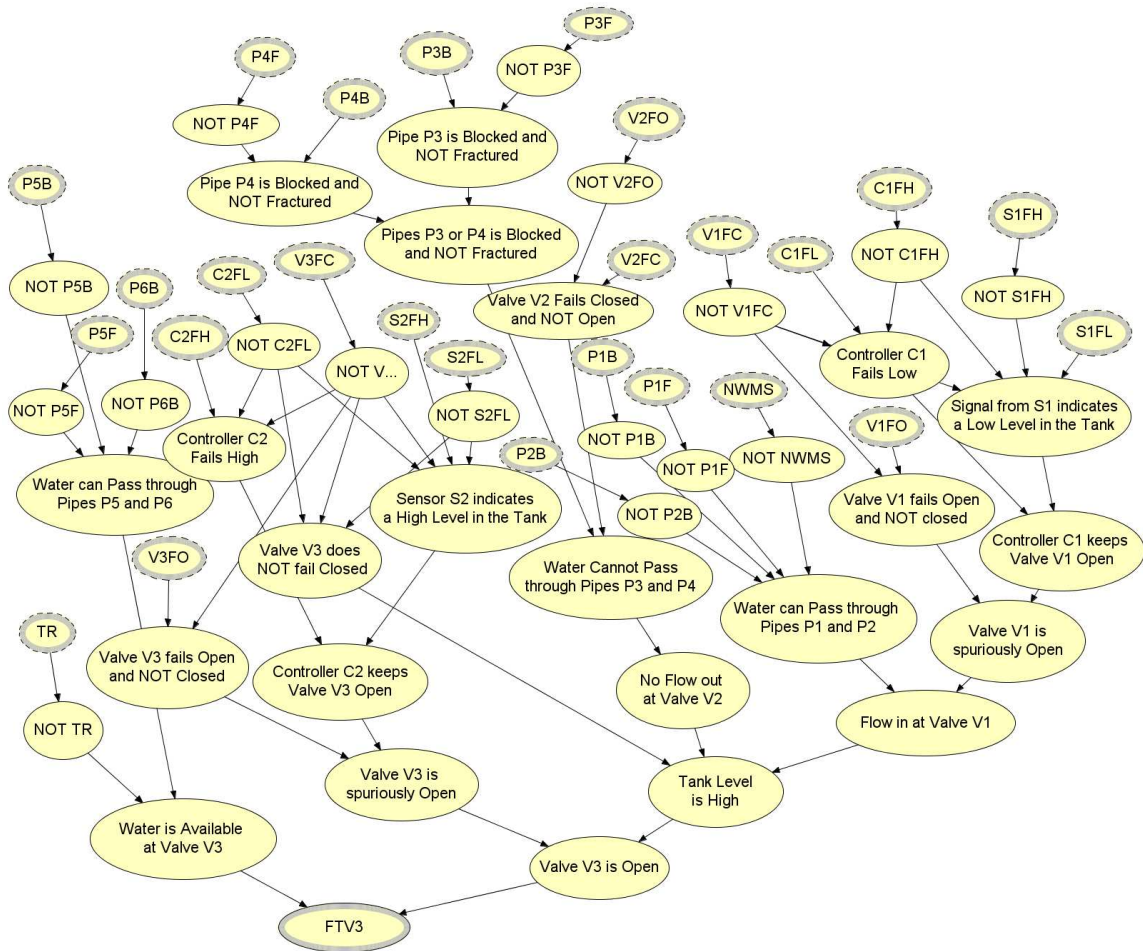 P3F
P4F
P3B
NOT P3F
P4B
NOT P4F
V2FO
Pipe P3 is Blocked and
NOT Fractured
P5B
Pipe P4 is Blocked and
NOT Fractured
NOT V2FO
C1FH
S1FH
Pipes P3 or P4 is Blocked
and NOT Fractured
V1FC
C1FL
NOT C1FH
V3FC
C2FL
V2FC
NOT P5B
P6B
NOT S1FH
Valve V2 Fails Closed
and NOT Open
NOT V1FC
S2FH
P5F
C2FH
NOT C2FL
S1FL
S2FL
P1B
Controller C1
Fails Low
NOT V...
P1F
NWMS
NOT P5F
NOT P6B
NOT S2FL
Signal from S1 indicates
a Low Level in the Tank
V1FO
Controller C2
Fails High
NOT P1B
P2B
NOT P1F
NOT NWMS
Water can Pass through
Pipes P5 and P6
Sensor S2 indicates
a High Level in the Tank
Valve V1 fails Open
and NOT closed
NOT P2B
Controller C1 keeps
Valve V1 Open
V3FO
Valve V3 does
NOT fail Closed
Water Cannot Pass
through Pipes P3 and P4
Water can Pass through
Pipes P1 and P2
TR
Valve V1 is
spuriously Open
Valve V3 fails Open
and NOT Closed
Controller C2 keeps
Valve V3 Open
No Flow out
at Valve V2
NOT TR
Flow in at Valve V1
Valve V3 is
spuriously Open
Tank Level
is High
Water is Available
at Valve V3
Valve V3 is Open
FTV3